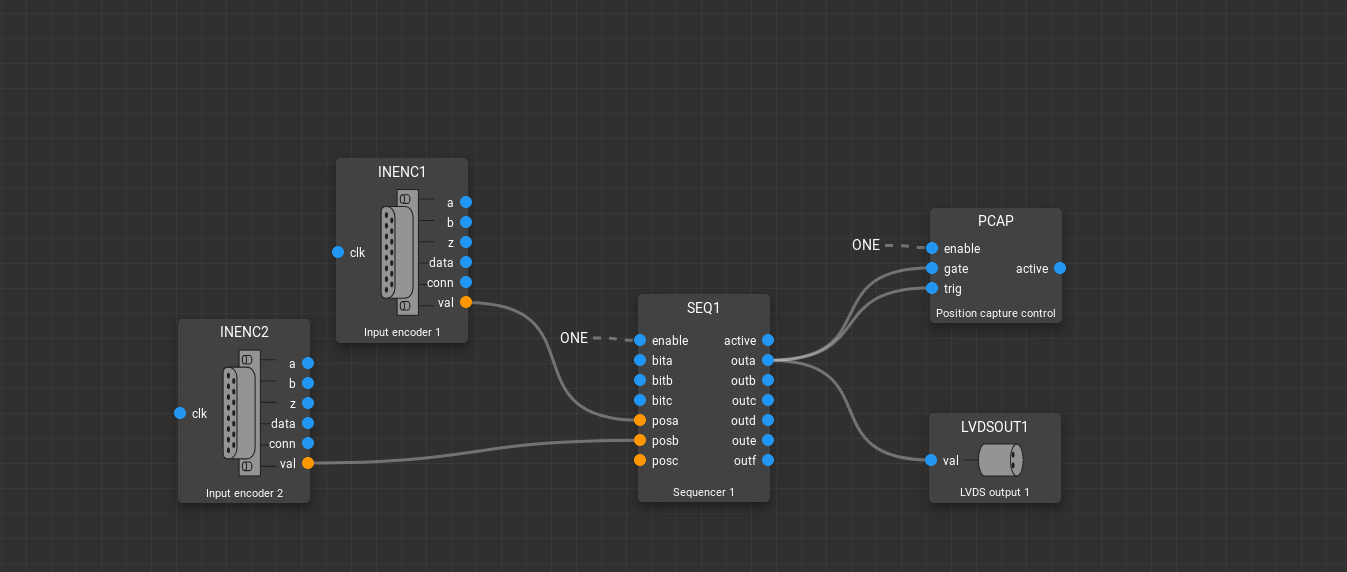 INENC1
clk
a
b
z
data
conn
val
Input encoder 1
INENC2
clk
a
b
z
data
conn
val
Input encoder 2
ONE
SEQ1
enable
bita
bitb
bitc
posa
posb
posc
active
outa
outb
outc
outd
oute
outf
Sequencer 1
ONE
PCAP
enable
gate
trig
active
Position capture control
LVDSOUT1
val
LVDS output 1